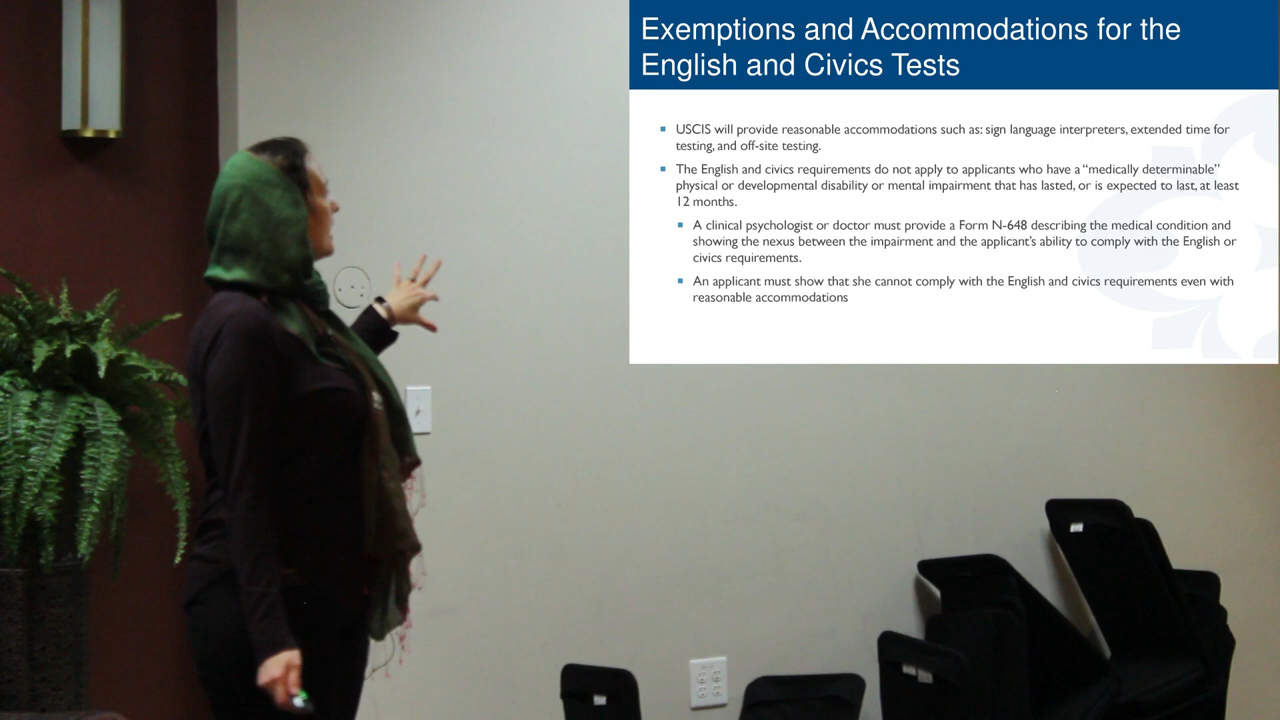 Exemptions and Accommodations for the
English and Civics Tests
▪ USCIS will provide reasonable accommodations such as: sign language interpreters, extended time for
testing, and off-site testing.
▪ The English and civics requirements do not apply to applicants who have a “medically determinable”
physical or developmental disability or mental impairment that has lasted, or is expected to last, at least
12 months.
▪ A clinical psychologist or doctor must provide a Form N-648 describing the medical condition and
showing the nexus between the impairment and the applicant’s ability to comply with the English or
civics requirements.
▪ An applicant must show that she cannot comply with the English and civics requirements even with
reasonable accommodations